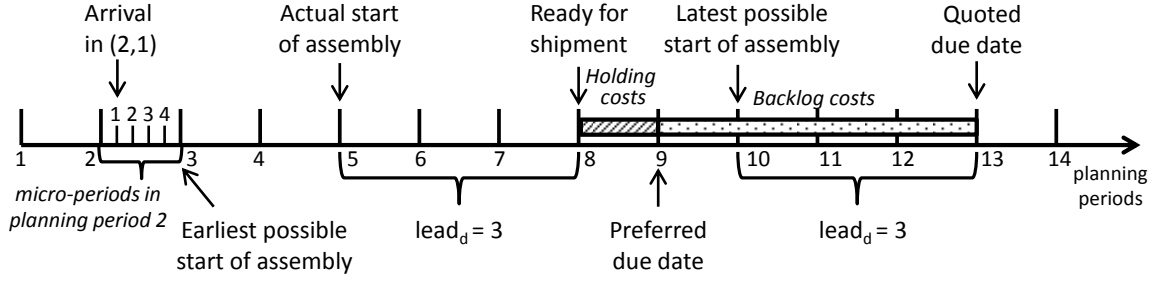 Arrival
in (2,1)
Actual start
of assembly
Ready for
shipment
Latest possible
start of assembly
Quoted
due date
Holding
costs
Backlog costs
1 2 3 4
1 2 3 4 5 6 7 8 9 10 11 12 13 14
planning
periods
micro-periods in
planning period 2
Earliest possible
start of assembly
lead_d = 3
Preferred
due date
lead_d = 3